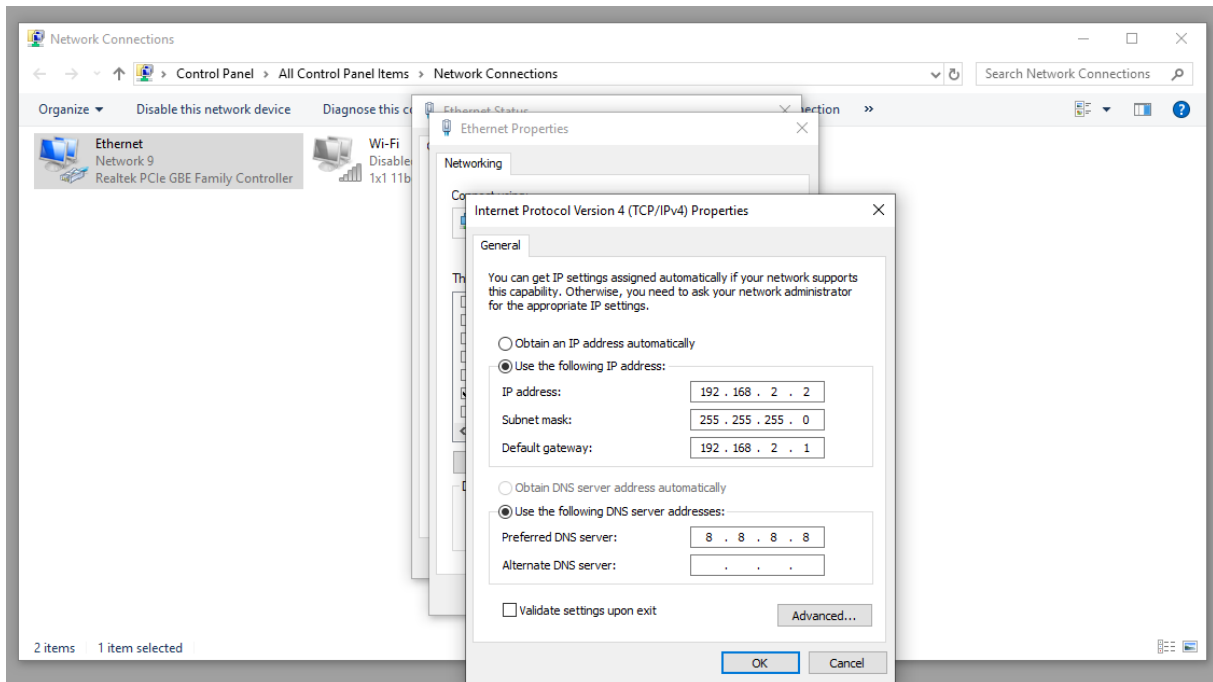 Network Connections
Control Panel > All Control Panel Items > Network Connections
Search Network Connections
Organize
Disable this network device
Diagnose this
Ethernet Status
Ethernet
Network 9
Realtek PCIe GBE Family Controller
Wi-Fi
1x1 11b
Ethernet Properties
Networking
Internet Protocol Version 4 (TCP/IPv4) Properties
General
You can get IP settings assigned automatically if your network supports
this capability. Otherwise, you need to ask your network administrator
for the appropriate IP settings.
Obtain an IP address automatically
Use the following IP address:
IP address: 192 . 168 . 2 . 2
Subnet mask: 255 . 255 . 255 . 0
Default gateway: 192 . 168 . 2 . 1
Obtain DNS server address automatically
Use the following DNS server addresses:
Preferred DNS server: 8 . 8 . 8 . 8
Alternate DNS server: . . .
Validate settings upon exit
Advanced...
OK Cancel
2 items 1 item selected